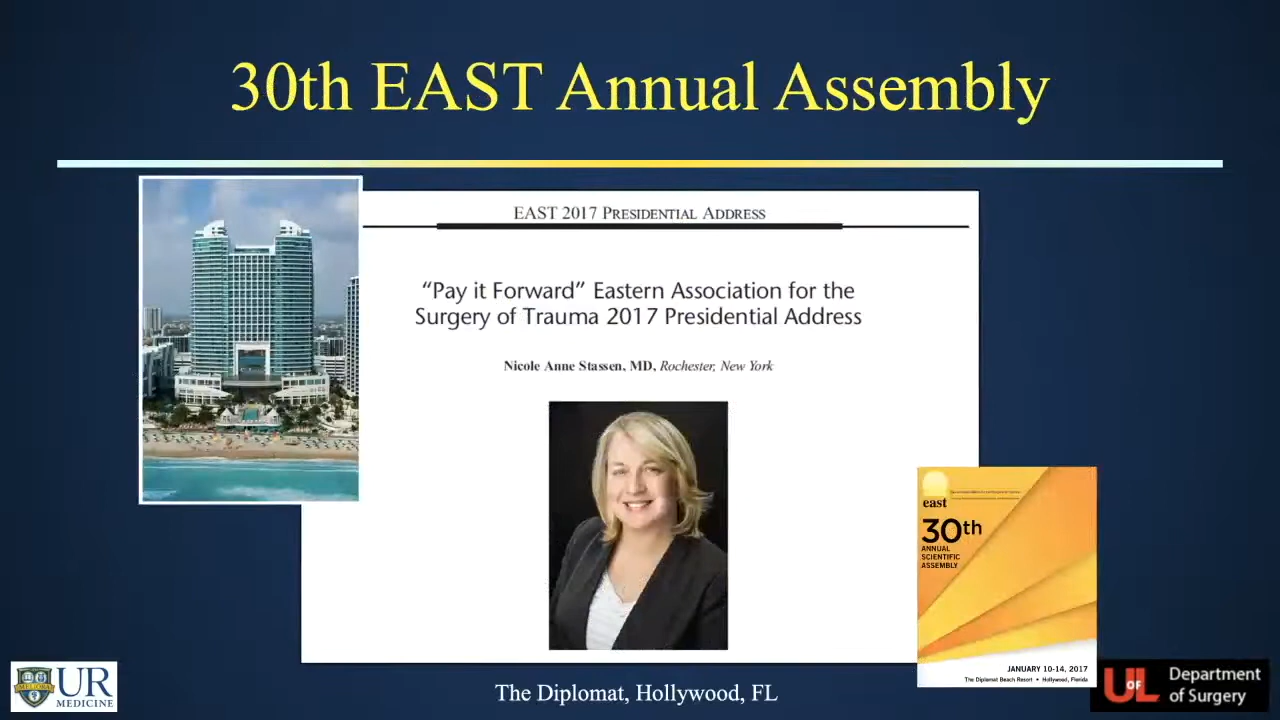 30th EAST Annual Assembly
EAST 2017 PRESIDENTIAL ADDRESS
“Pay it Forward” Eastern Association for the
Surgery of Trauma 2017 Presidential Address
Nicole Anne Stassen, MD, Rochester, New York
east
30th
ANNUAL
SCIENTIFIC
ASSEMBLY
JANUARY 10-14, 2017
The Diplomat Beach Resort • Hollywood, Florida
MELIORA
UR
MEDICINE
The Diplomat, Hollywood, FL
UofL
Department
of Surgery